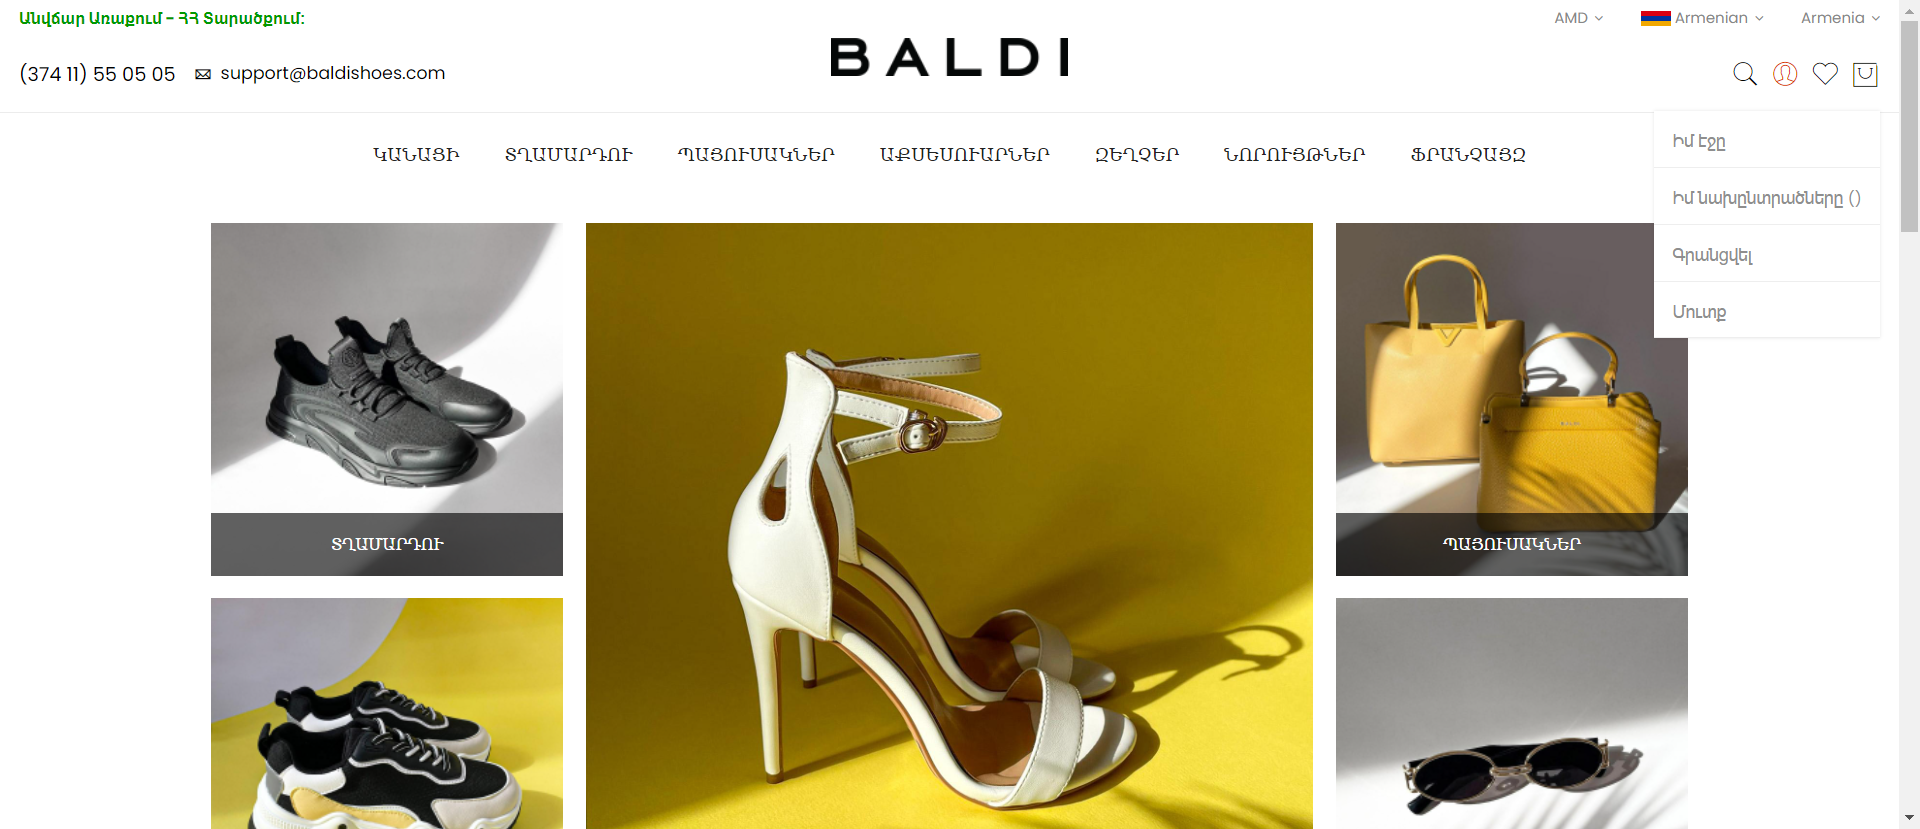 Անվճար Առաքում - ՀՀ Տարածքում:
AMD
Armenian
Armenia
BALDI
(374 11) 55 05 05
support@baldishoes.com
ԿԱՆԱՑԻ ՏՂԱՄԱՐԴՈՒ ՊԱՅՈՒՍԱԿՆԵՐ ԱՔՍԵՍՈՒԱՐՆԵՐ ԶԵՂՉԵՐ ՆՈՐՈՒՅԹՆԵՐ ՖՐԱՆՉԱՅԶ
Իմ էջը
Իմ նախընտրածները ()
Գրանցվել
Մուտք
ՏՂԱՄԱՐԴՈՒ
ՊԱՅՈՒՍԱԿՆԵՐ